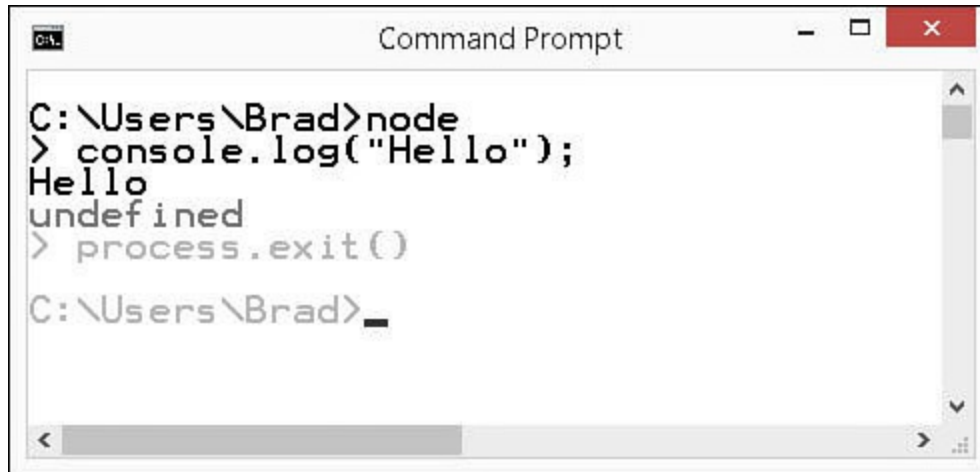 C:\.
Command Prompt
C:\Users\Brad>node
> console.log("Hello");
Hello
undefined
> process.exit()
C:\Users\Brad>_